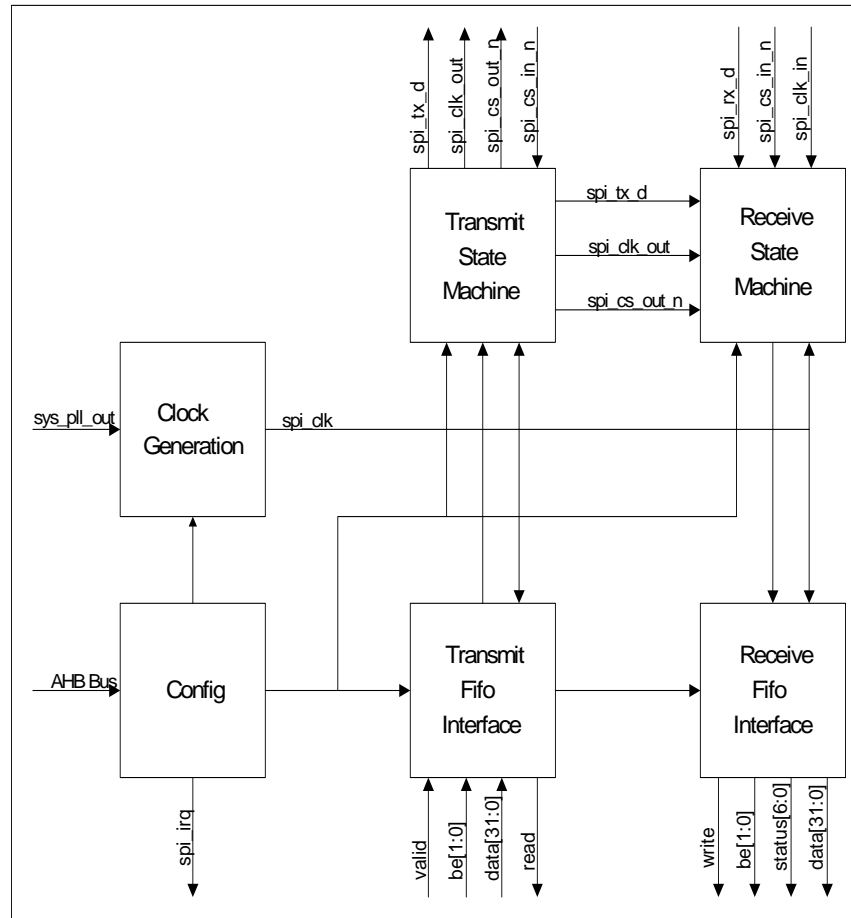 spi_tx_d
spi_clk_out
spi_cs_out_n
spi_cs_in_n
spi_rx_d
spi_cs_in_n
spi_clk_in
Transmit
State
Machine
spi_tx_d
spi_clk_out
spi_cs_out_n
Receive
State
Machine
sys_pll_out
Clock
Generation
spi_clk
AHB Bus
Config
Transmit
Fifo
Interface
Receive
Fifo
Interface
spi_irq
valid
be[1:0]
data[31:0]
read
write
be[1:0]
status[6:0]
data[31:0]